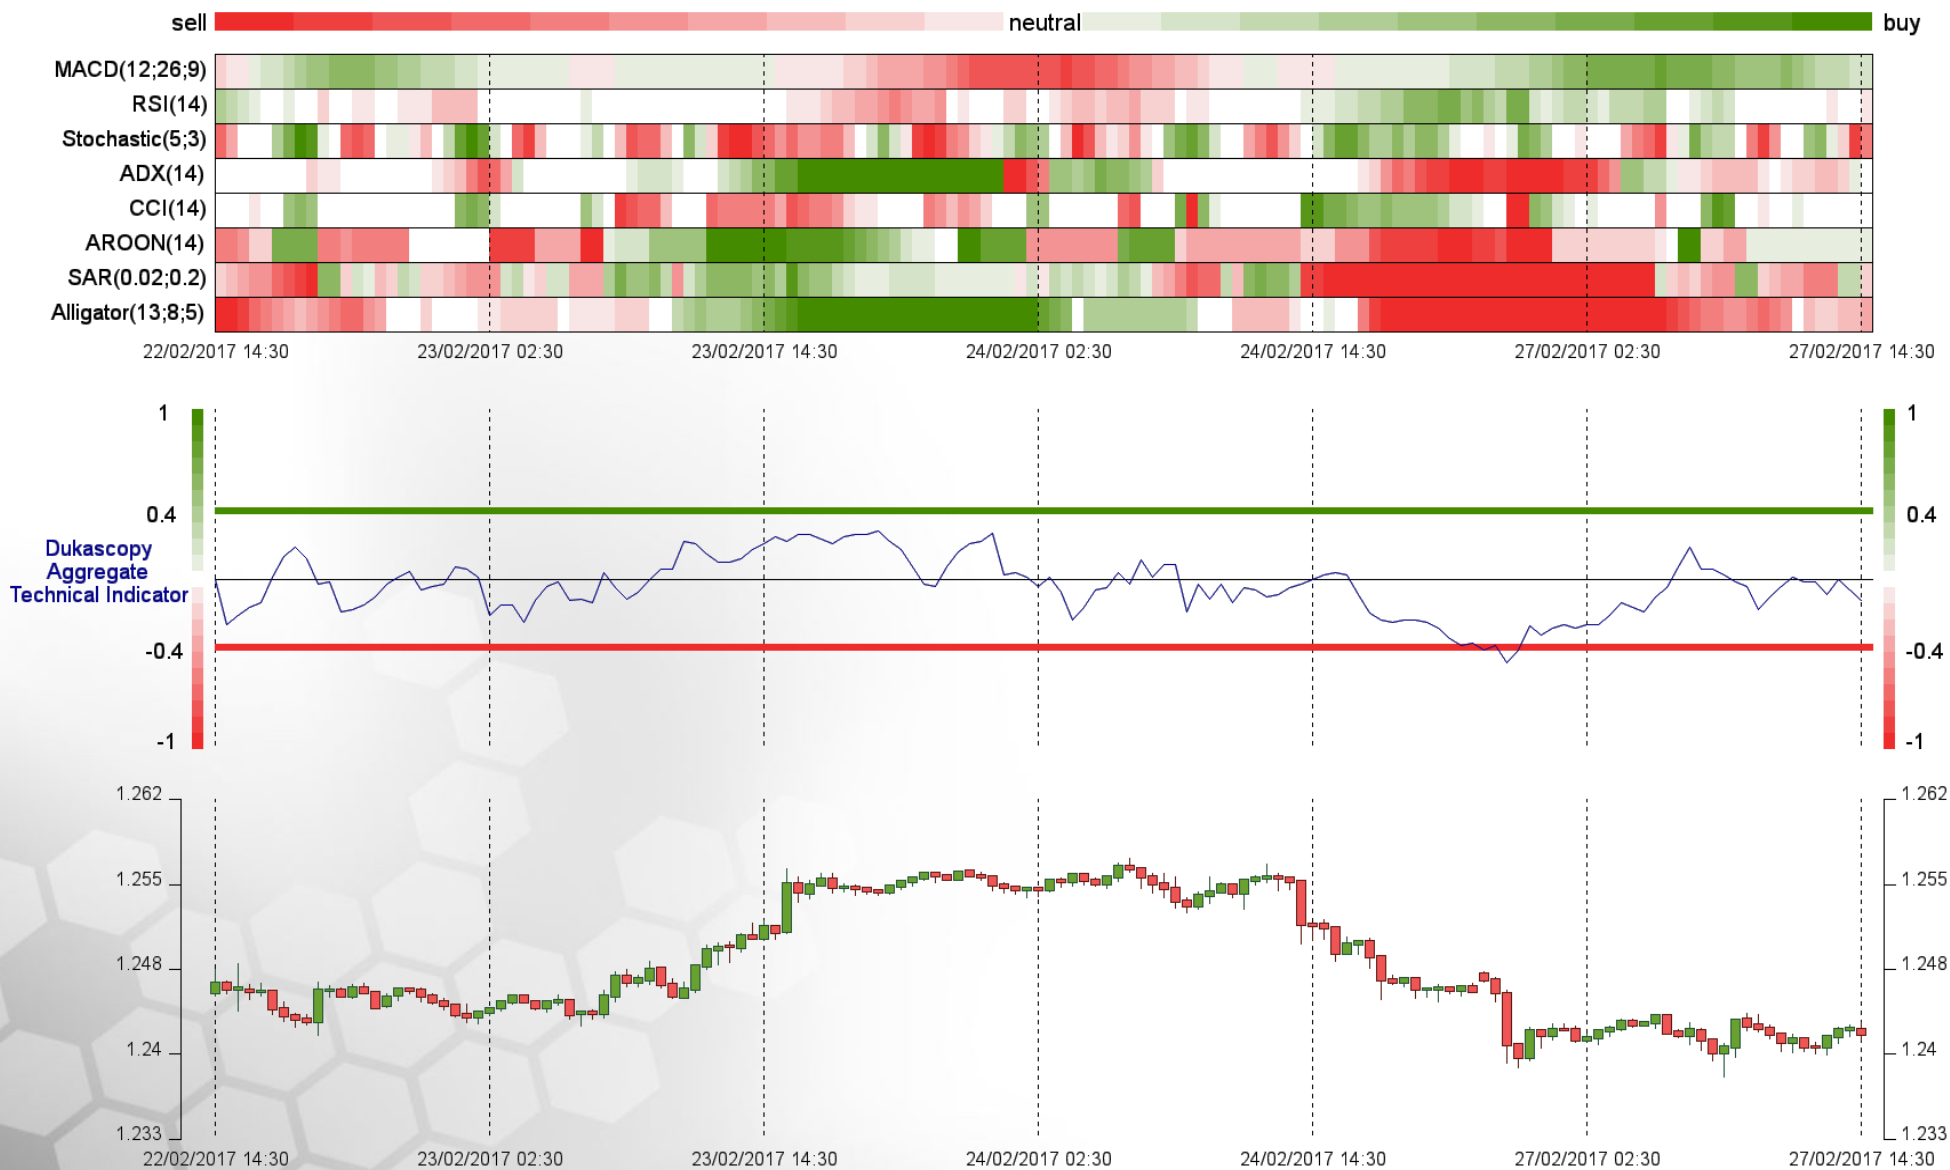 sell neutral buy
MACD(12;26;9)
RSI(14)
Stochastic(5;3)
ADX(14)
CCI(14)
AROON(14)
SAR(0.02;0.2)
Alligator(13;8;5)
22/02/2017 14:30 23/02/2017 02:30 23/02/2017 14:30 24/02/2017 02:30 24/02/2017 14:30 27/02/2017 02:30 27/02/2017 14:30
1 1
0.4 0.4
Dukascopy
Aggregate
Technical Indicator
-0.4 -0.4
-1 -1
1.262 1.262
1.255 1.255
1.248 1.248
1.24 1.24
1.233 1.233
22/02/2017 14:30 23/02/2017 02:30 23/02/2017 14:30 24/02/2017 02:30 24/02/2017 14:30 27/02/2017 02:30 27/02/2017 14:30